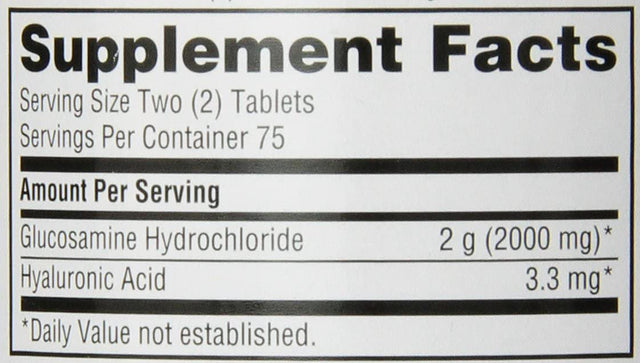 Supplement Facts
Serving Size Two (2) Tablets
Servings Per Container 75
Amount Per Serving
Glucosamine Hydrochloride 2 g (2000 mg)*
Hyaluronic Acid 3.3 mg*
*Daily Value not established.